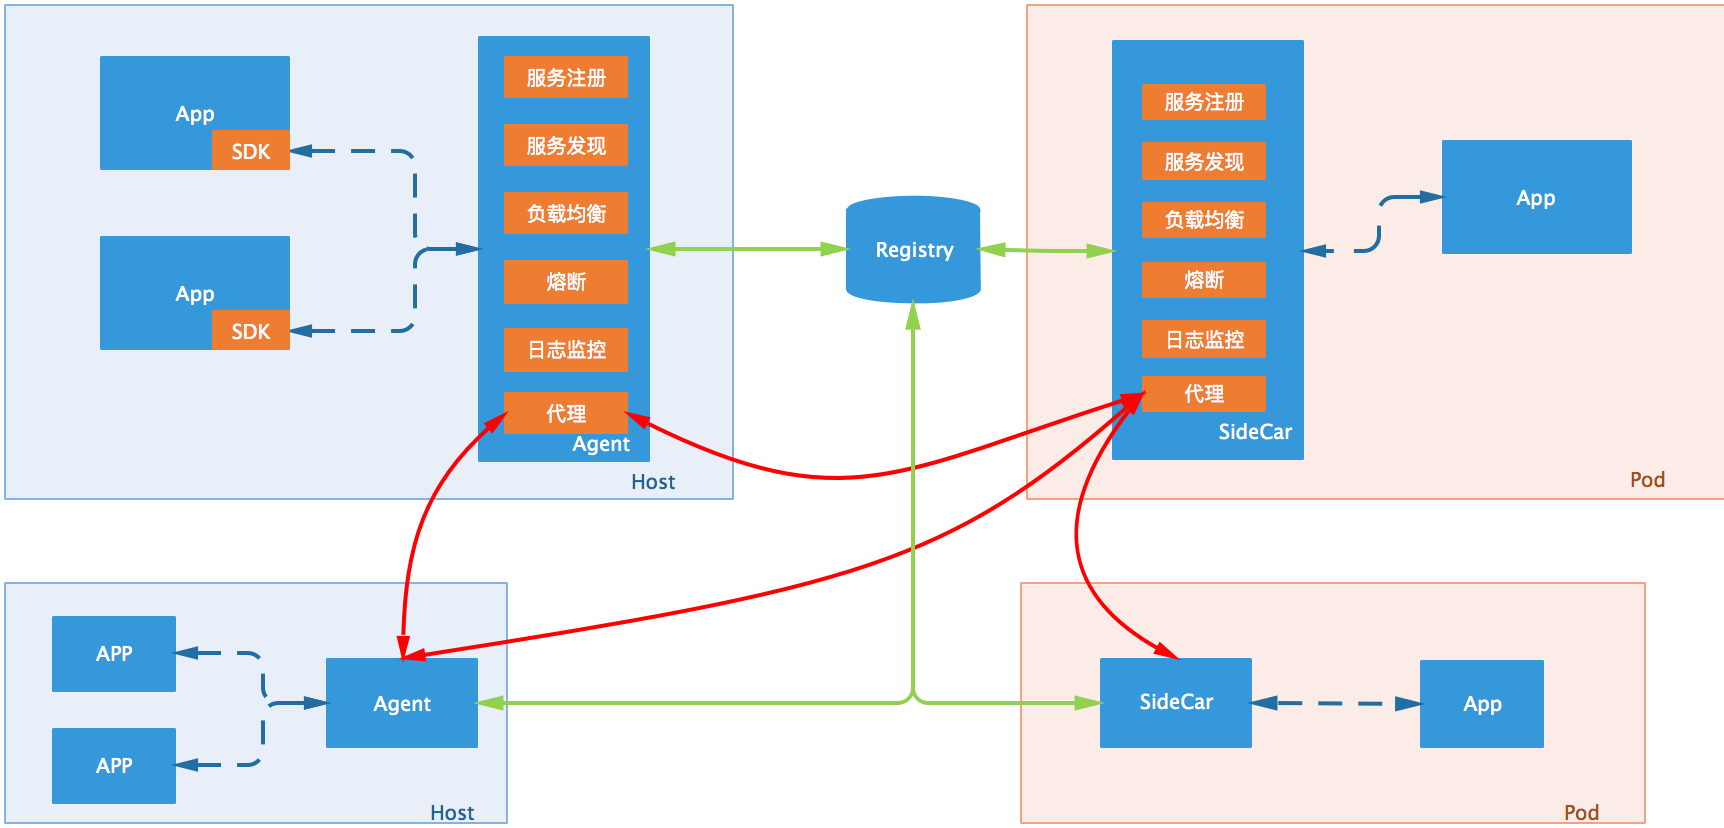 App
SDK
App
SDK
服务注册
服务发现
负载均衡
熔断
日志监控
代理
Agent
Host
Registry
服务注册
服务发现
负载均衡
熔断
日志监控
代理
SideCar
App
Pod
APP
APP
Agent
Host
SideCar
App
Pod